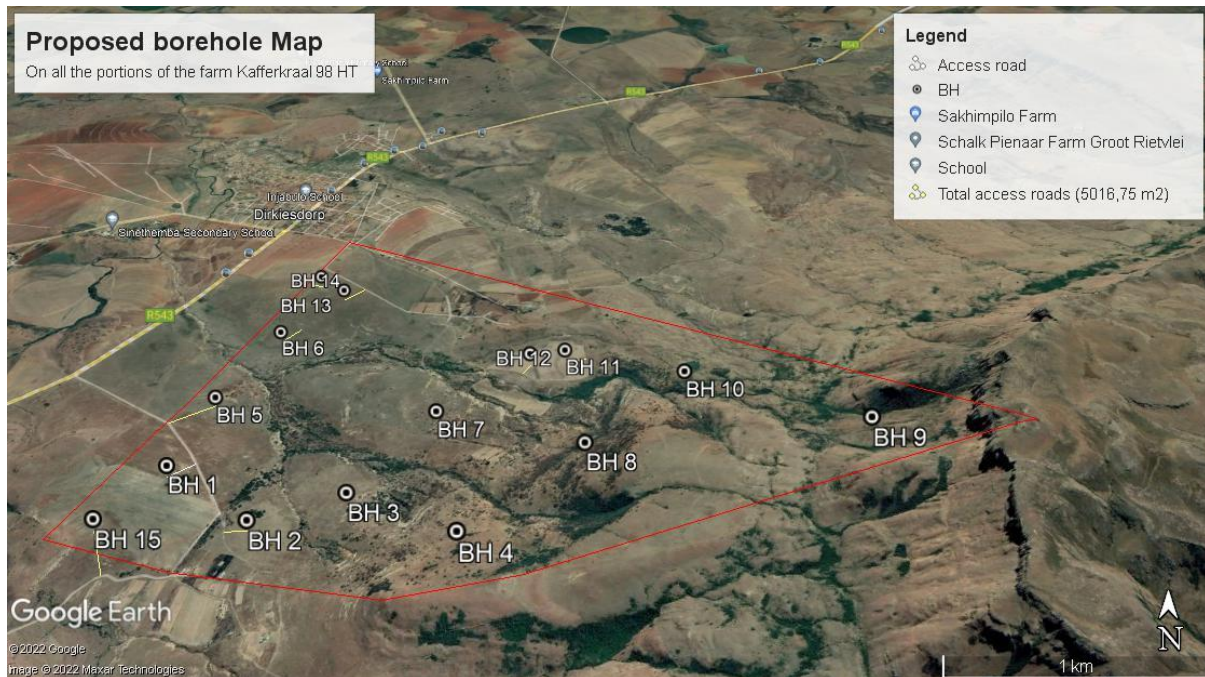 Proposed borehole Map
On all the portions of the farm Kafferkraal 98 HT
Legend
Access road
BH
Sakhimpilo Farm
Schalk Pienaar Farm Groot Rietvlei
School
Total access roads (5016,75 m2)
R543
School
Sakhimpilo Farm
R543
R543
Injabulo School
Dirkiesdorp
Sinethemba Secondary School
R543
BH 14
BH 13
BH 6
BH 12
BH 11
BH 10
BH 5
BH 7
BH 9
BH 8
BH 1
BH 3
BH 15
BH 2
BH 4
Google Earth
©2022 Google
Image © 2022 Maxar Technologies
N
1 km